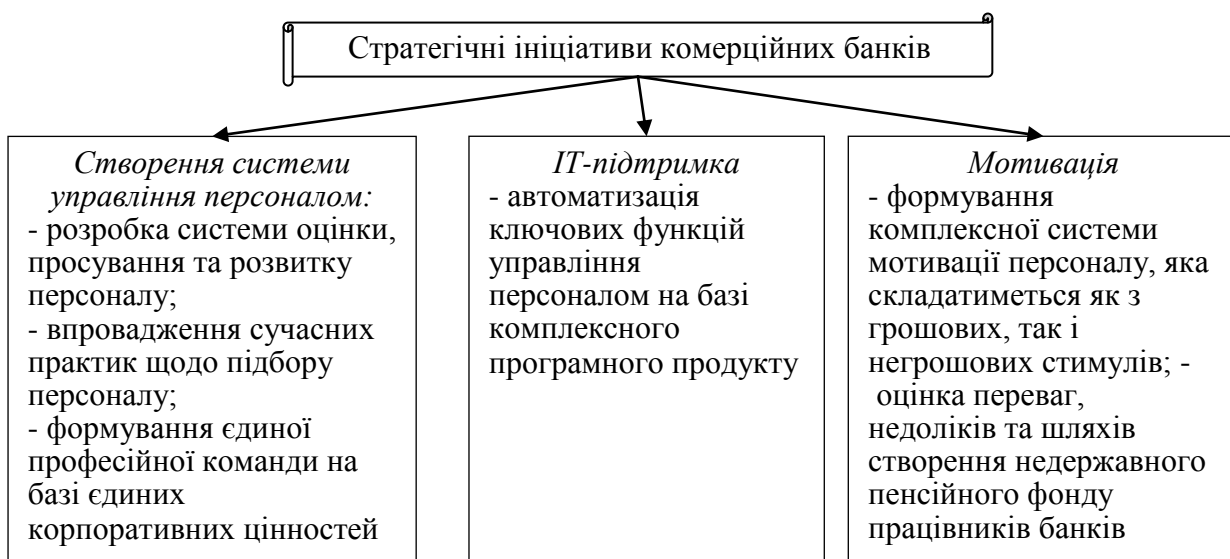 Стратегічні ініціативи комерційних банків
Створення системи
управління персоналом:
- розробка системи оцінки,
просування та розвитку
персоналу;
- впровадження сучасних
практик щодо підбору
персоналу;
- формування єдиної
професійної команди на
базі єдиних
корпоративних цінностей
ІТ-підтримка
- автоматизація
ключових функцій
управління
персоналом на базі
комплексного
програмного продукту
Мотивація
- формування
комплексної системи
мотивації персоналу, яка
складатиметься як з
грошових, так і
негрошових стимулів; -
оцінка переваг,
недоліків та шляхів
створення недержавного
пенсійного фонду
працівників банків